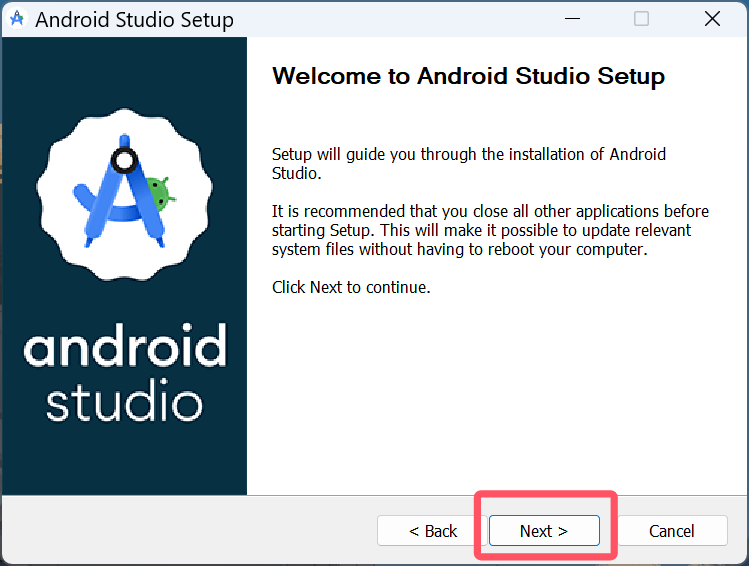 Android Studio Setup
Welcome to Android Studio Setup
Setup will guide you through the installation of Android
Studio.
It is recommended that you close all other applications before
starting Setup. This will make it possible to update relevant
system files without having to reboot your computer.
Click Next to continue.
android
studio
< Back
Next >
Cancel